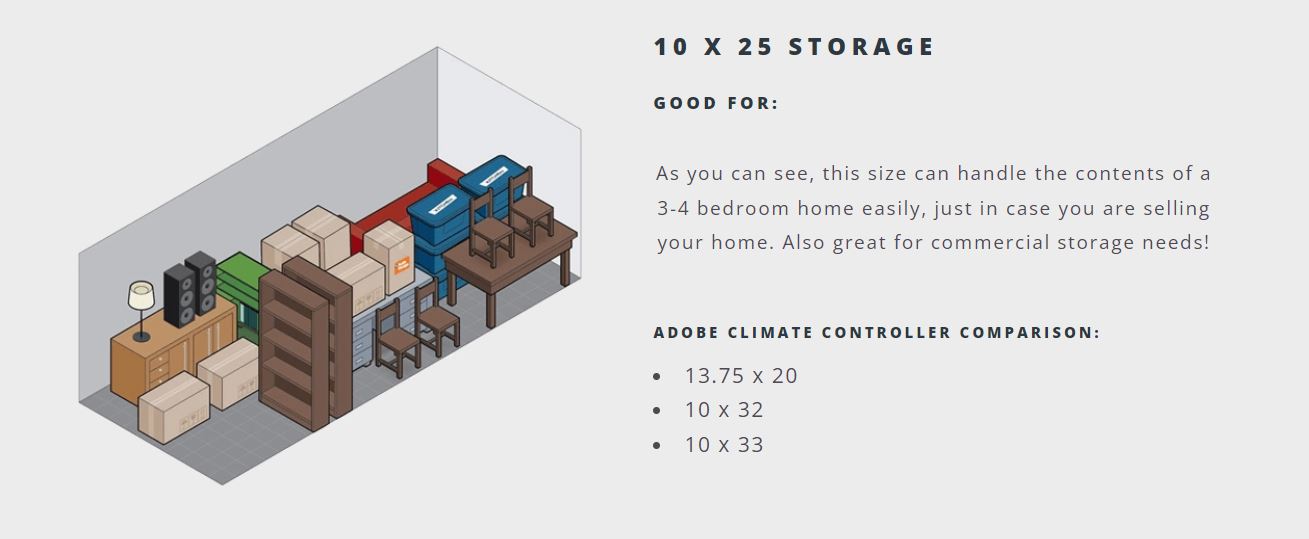 10 X 25 STORAGE
GOOD FOR:
As you can see, this size can handle the contents of a
3-4 bedroom home easily, just in case you are selling
your home. Also great for commercial storage needs!
ADOBE CLIMATE CONTROLLER COMPARISON:
• 13.75 x 20
• 10 x 32
• 10 x 33